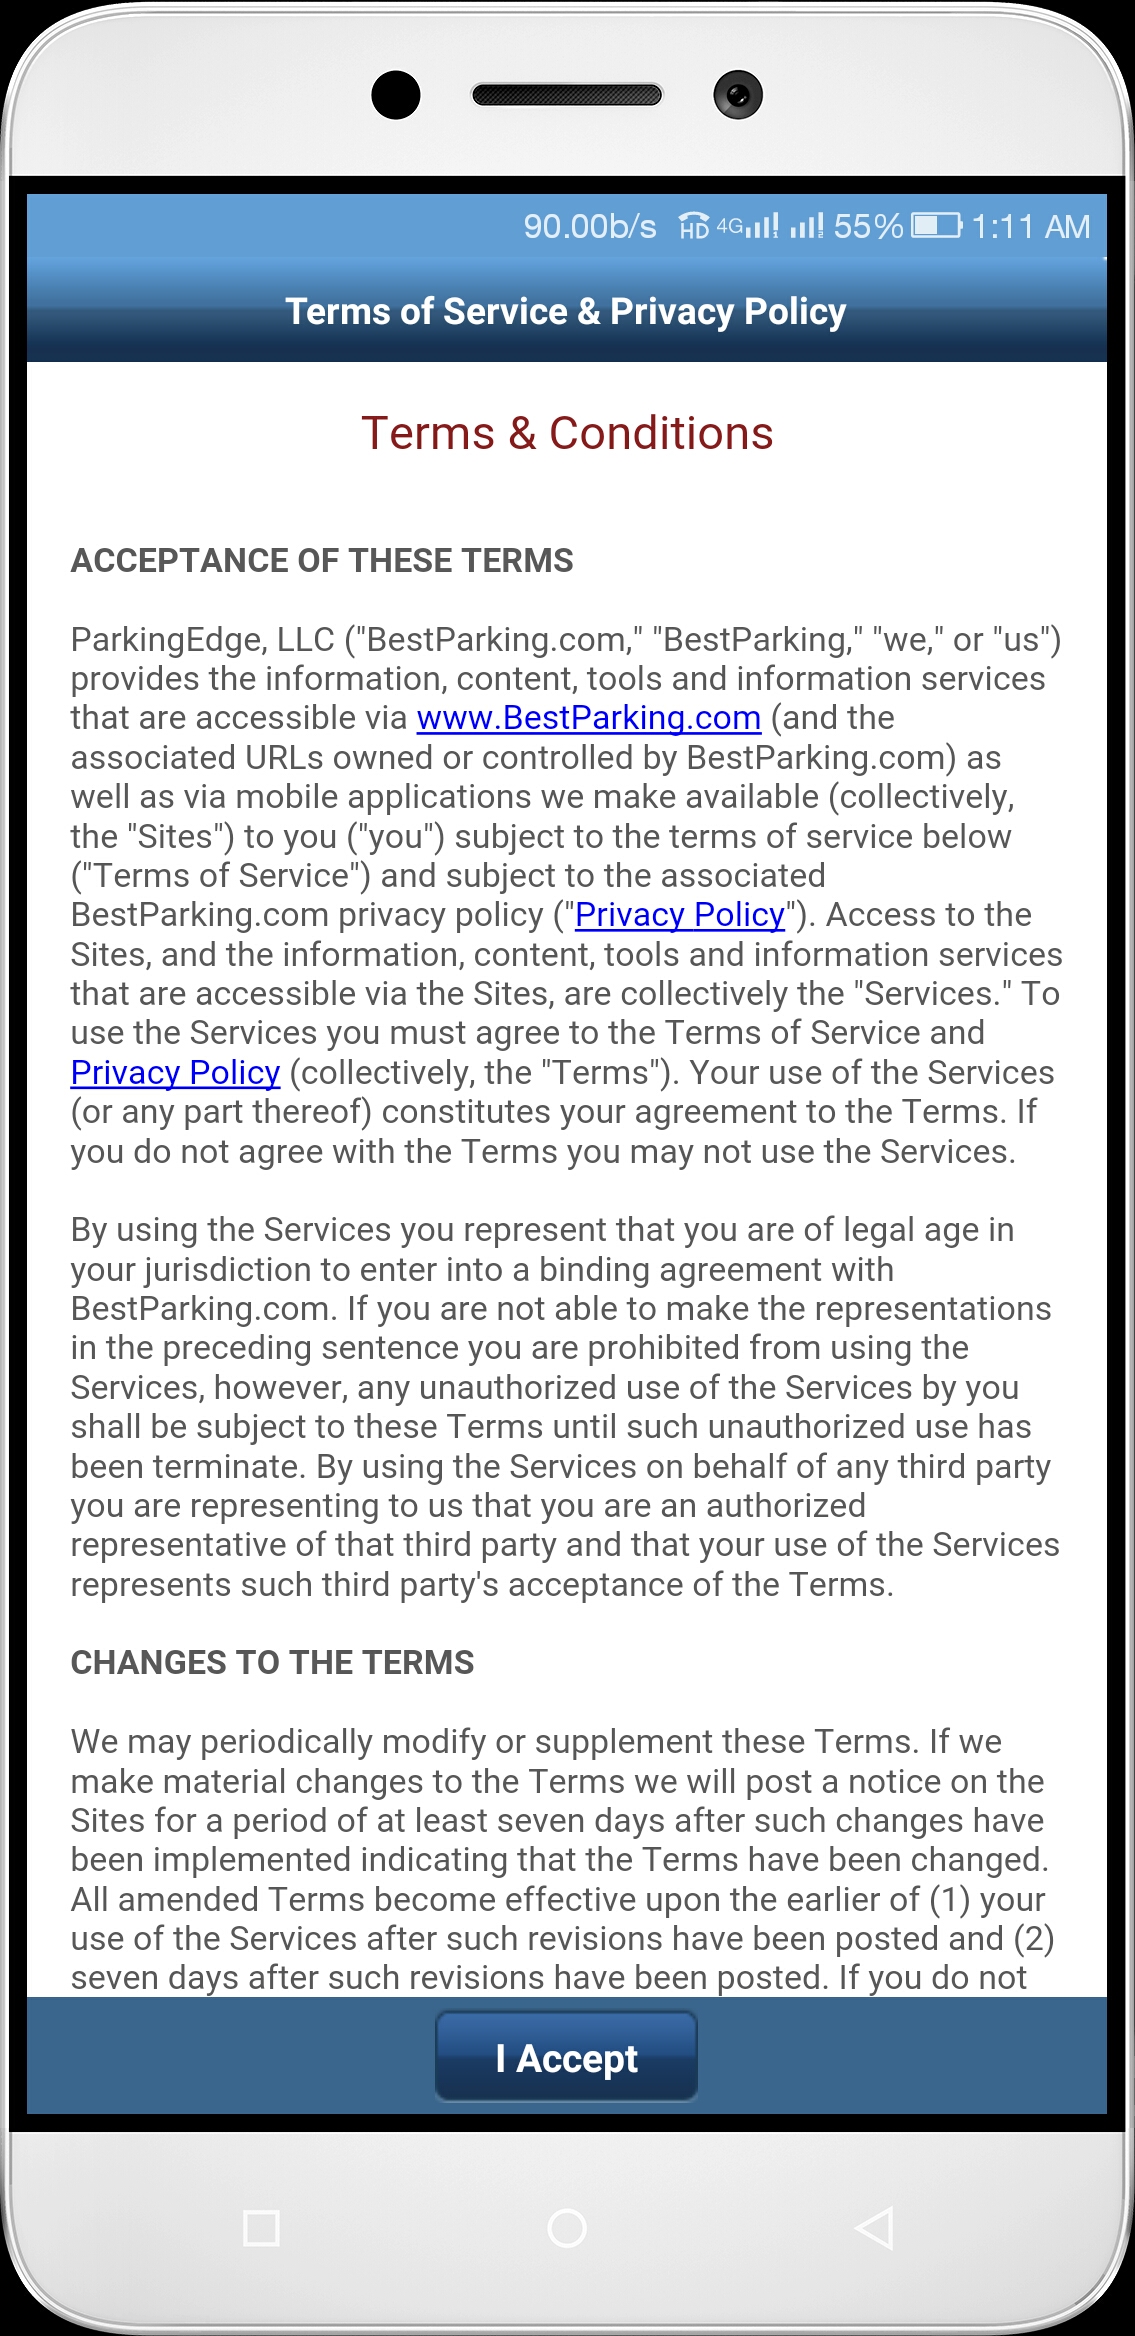 90.00b/s HD 4G 55% 1:11 AM
Terms of Service & Privacy Policy
Terms & Conditions
ACCEPTANCE OF THESE TERMS
ParkingEdge, LLC ("BestParking.com," "BestParking," "we," or "us")
provides the information, content, tools and information services
that are accessible via www.BestParking.com (and the
associated URLs owned or controlled by BestParking.com) as
well as via mobile applications we make available (collectively,
the "Sites") to you ("you") subject to the terms of service below
("Terms of Service") and subject to the associated
BestParking.com privacy policy ("Privacy Policy"). Access to the
Sites, and the information, content, tools and information services
that are accessible via the Sites, are collectively the "Services." To
use the Services you must agree to the Terms of Service and
Privacy Policy (collectively, the "Terms"). Your use of the Services
(or any part thereof) constitutes your agreement to the Terms. If
you do not agree with the Terms you may not use the Services.
By using the Services you represent that you are of legal age in
your jurisdiction to enter into a binding agreement with
BestParking.com. If you are not able to make the representations
in the preceding sentence you are prohibited from using the
Services, however, any unauthorized use of the Services by you
shall be subject to these Terms until such unauthorized use has
been terminate. By using the Services on behalf of any third party
you are representing to us that you are an authorized
representative of that third party and that your use of the Services
represents such third party's acceptance of the Terms.
CHANGES TO THE TERMS
We may periodically modify or supplement these Terms. If we
make material changes to the Terms we will post a notice on the
Sites for a period of at least seven days after such changes have
been implemented indicating that the Terms have been changed.
All amended Terms become effective upon the earlier of (1) your
use of the Services after such revisions have been posted and (2)
seven days after such revisions have been posted. If you do not
I Accept